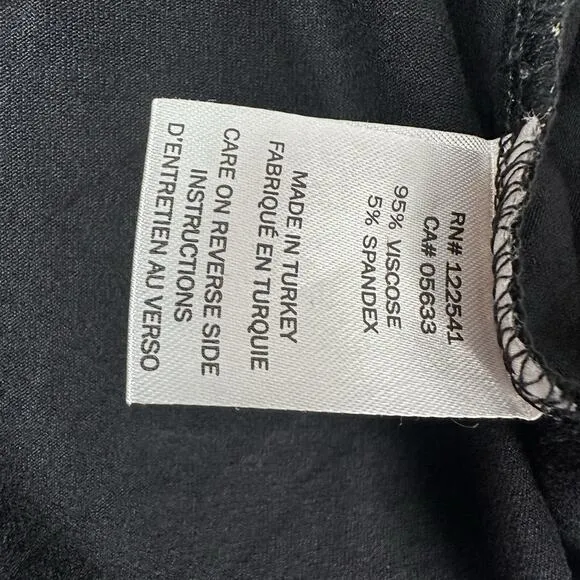 RN# 122541
CA# 05633
95% VISCOSE
5% SPANDEX
MADE IN TURKEY
FABRIQUÉ EN TURQUIE
CARE ON REVERSE SIDE
INSTRUCTIONS
D'ENTRETIEN AU VERSO